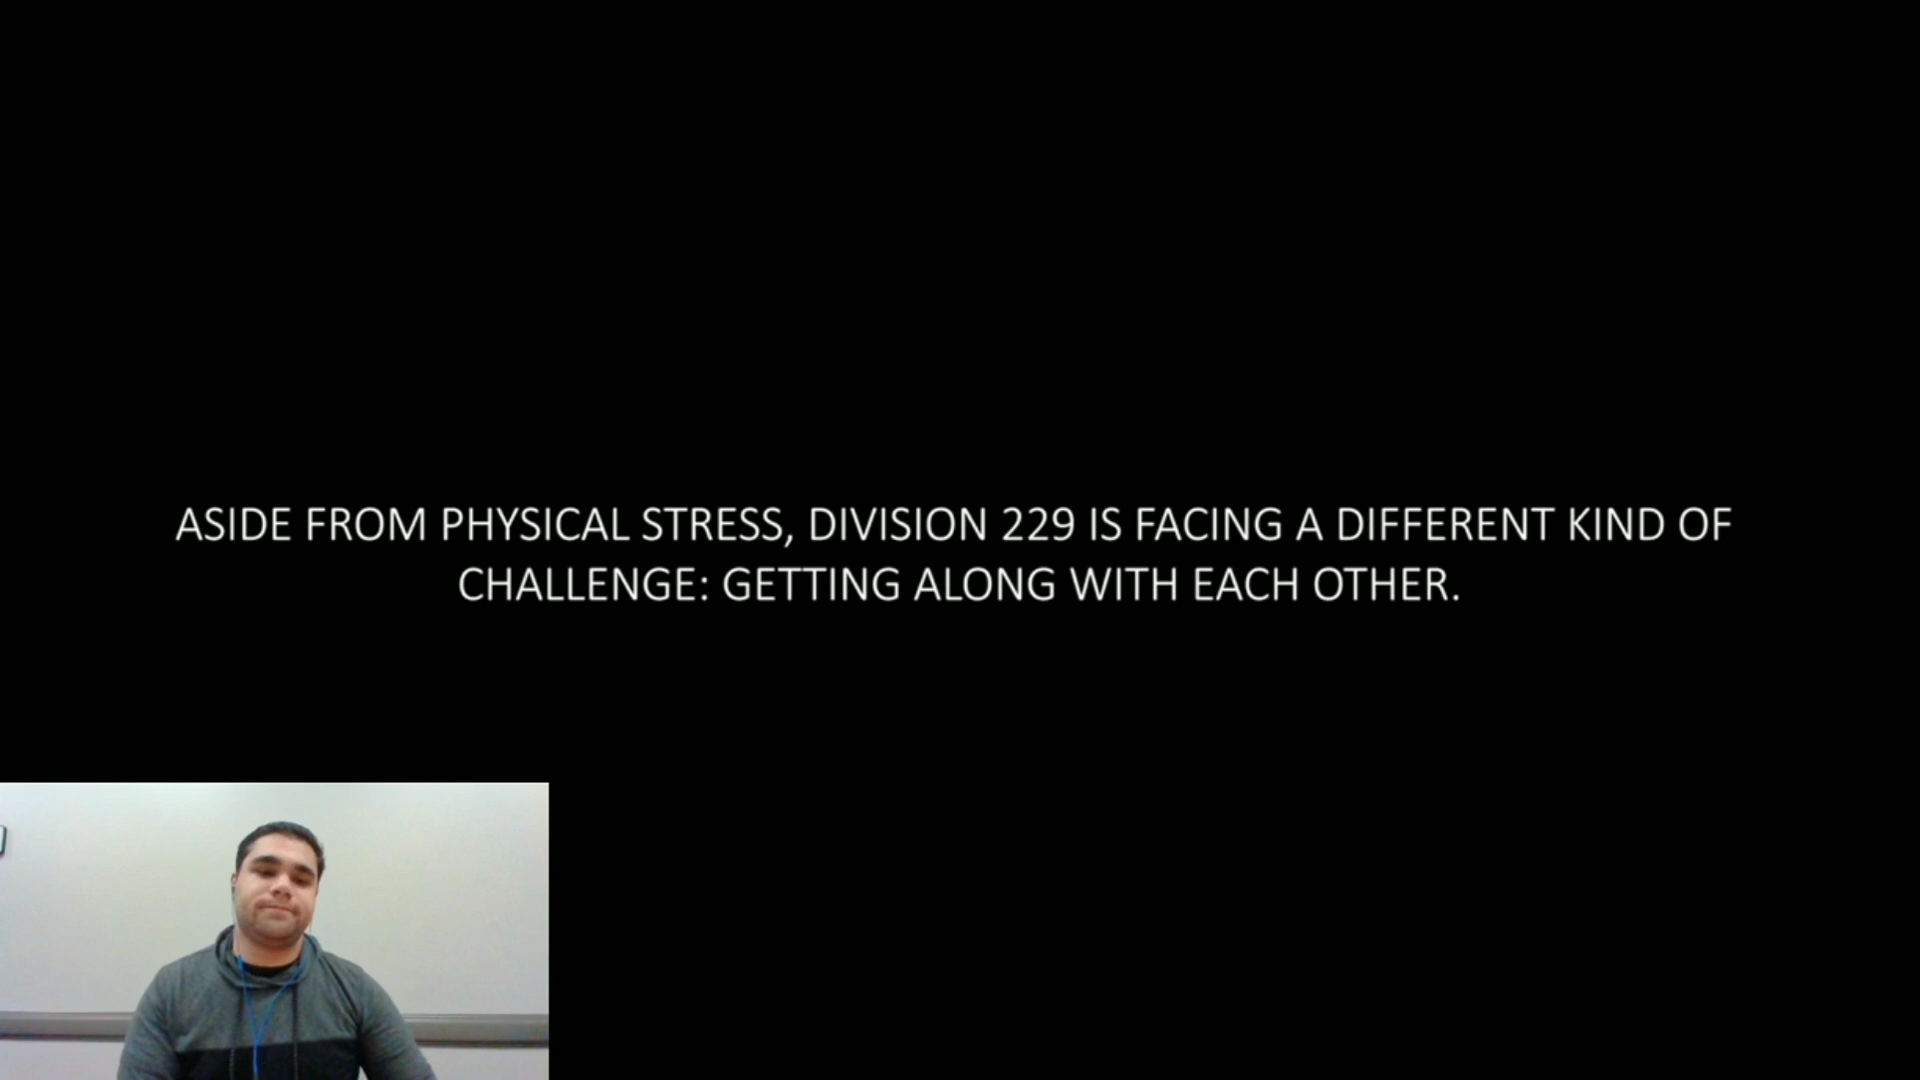 ASIDE FROM PHYSICAL STRESS, DIVISION 229 IS FACING A DIFFERENT KIND OF
CHALLENGE: GETTING ALONG WITH EACH OTHER.